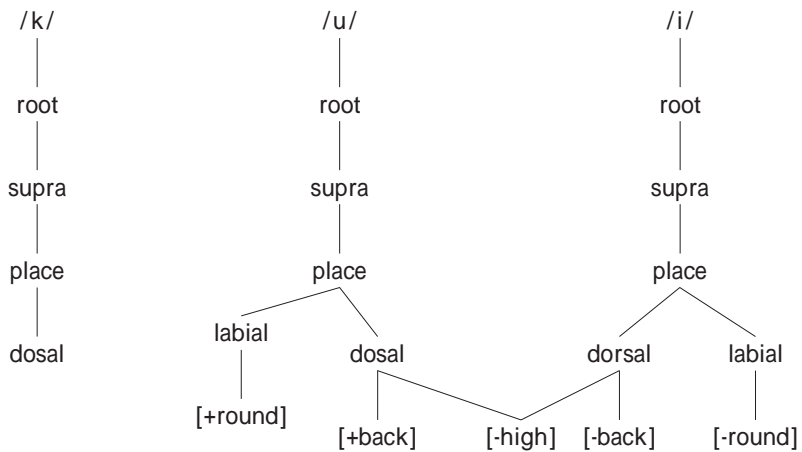 /k/ /u/ /i/
root root root
supra supra supra
place place place
labial
dosal dosal dorsal labial
[+round]
[+back] [-high] [-back] [-round]